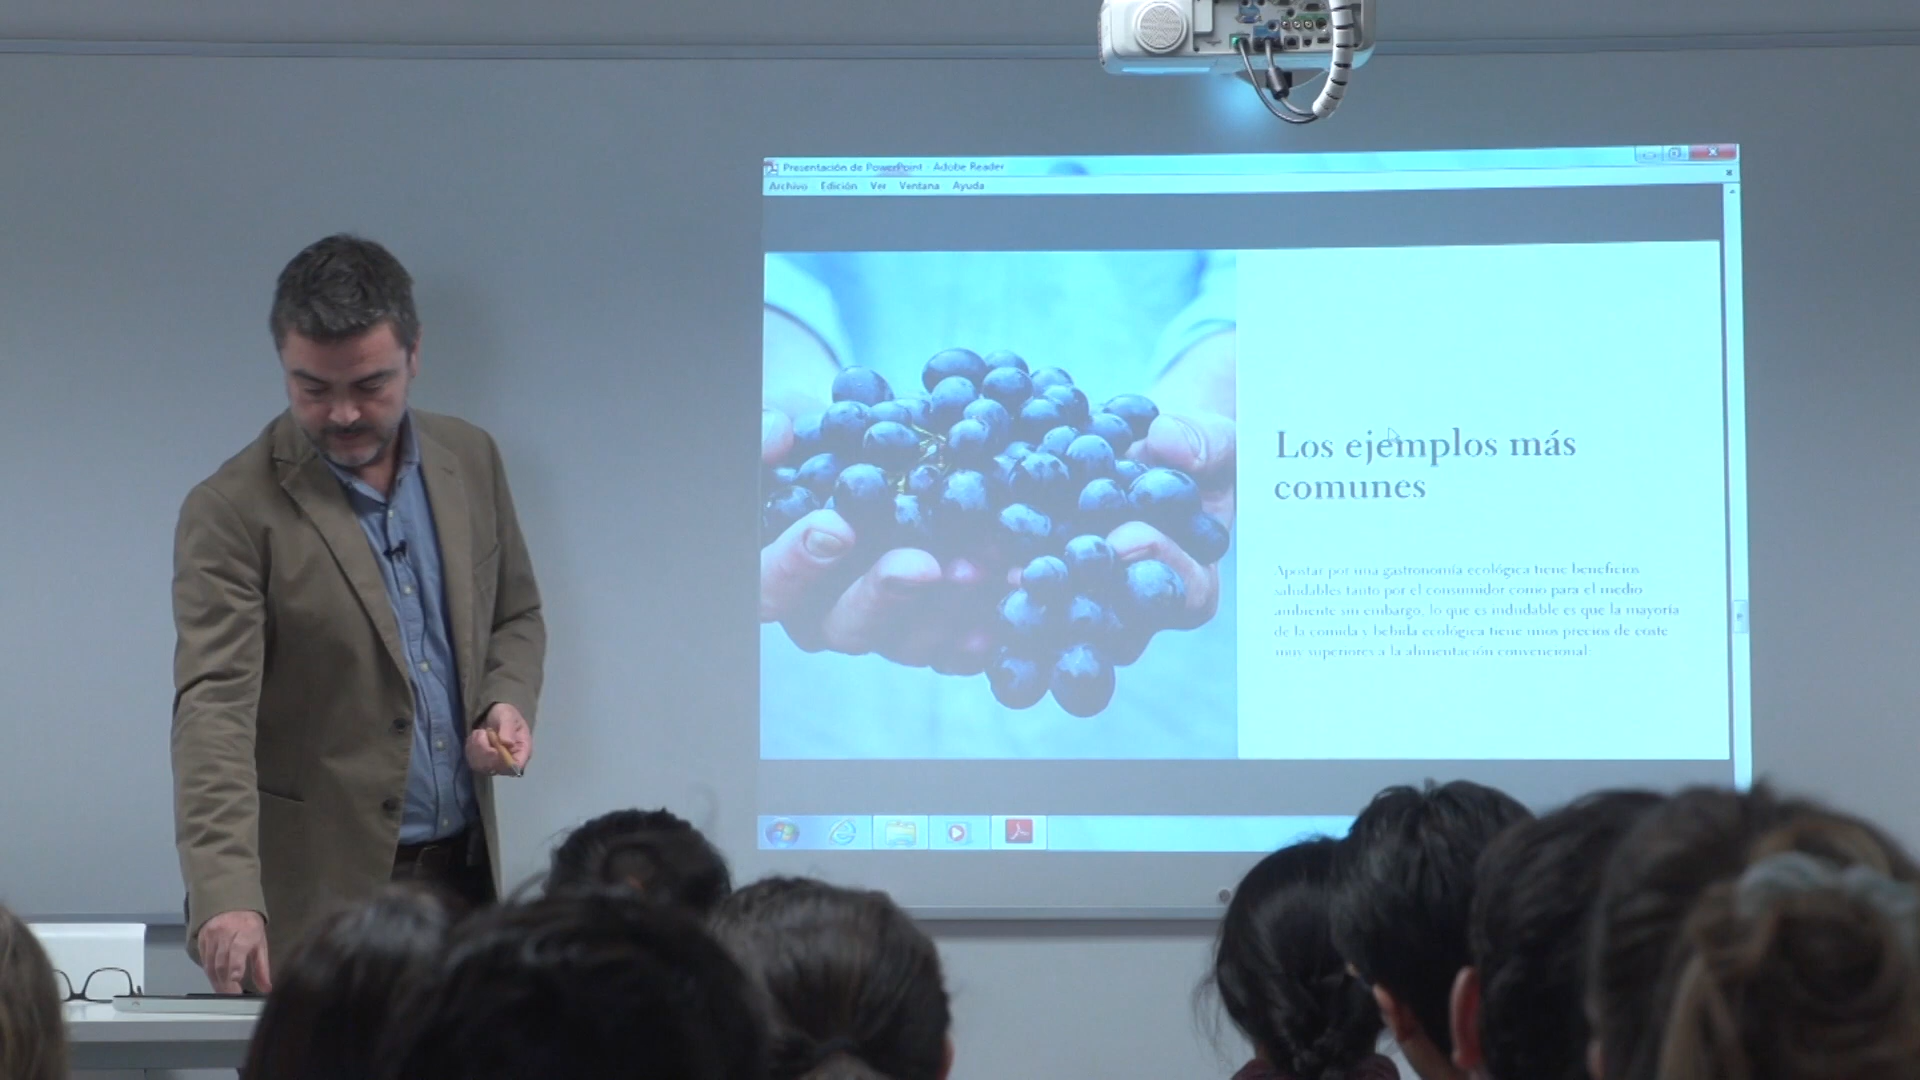 Presentación de PowerPoint - Adobe Reader
Archivo Edición Ver Ventana Ayuda
Los ejemplos más
comunes
Apostar por una gastronomía ecológica tiene beneficios
saludables tanto por el consumidor como para el medio
ambiente sin embargo, lo que es indudable es que la mayoría
de la comida y bebida ecológica tiene unos precios de coste
muy superiores a la alimentación convencional.